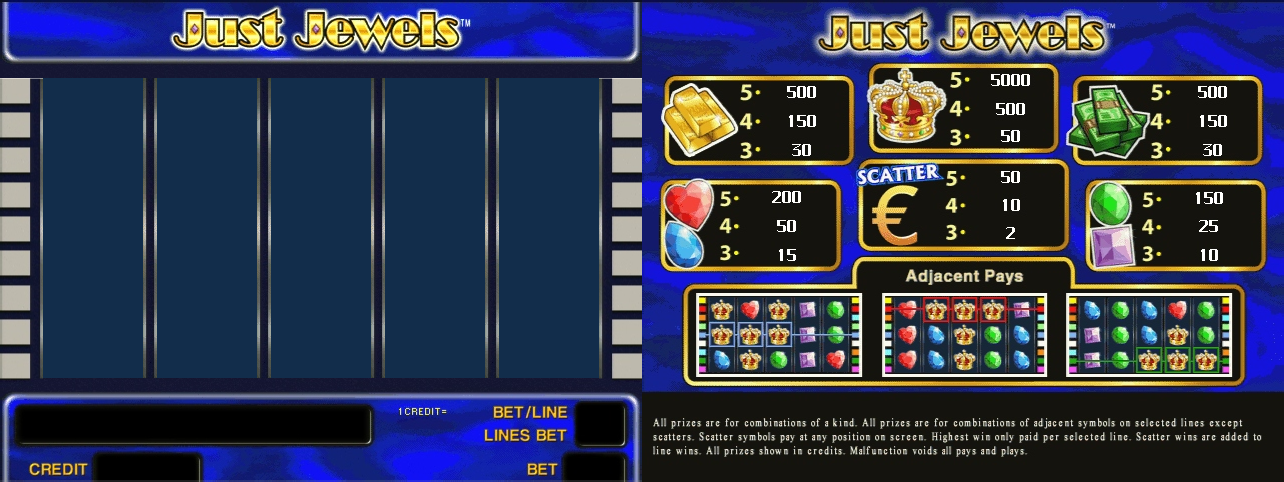 Just Jewels™
1CREDIT=
BET/LINE
LINES BET
CREDIT
BET
Just Jewels™
5· 500
4· 150
3· 30
5· 5000
4· 500
3· 50
5· 500
4· 150
3· 30
5· 200
4· 50
3· 15
SCATTER
€
5· 50
4· 10
3· 2
5· 150
4· 25
3· 10
Adjacent Pays
All prizes are for combinations of a kind. All prizes are for combinations of adjacent symbols on selected lines except
scatters. Scatter symbols pay at any position on screen. Highest win only paid per selected line. Scatter wins are added to
line wins. All prizes shown in credits. Malfunction voids all pays and plays.